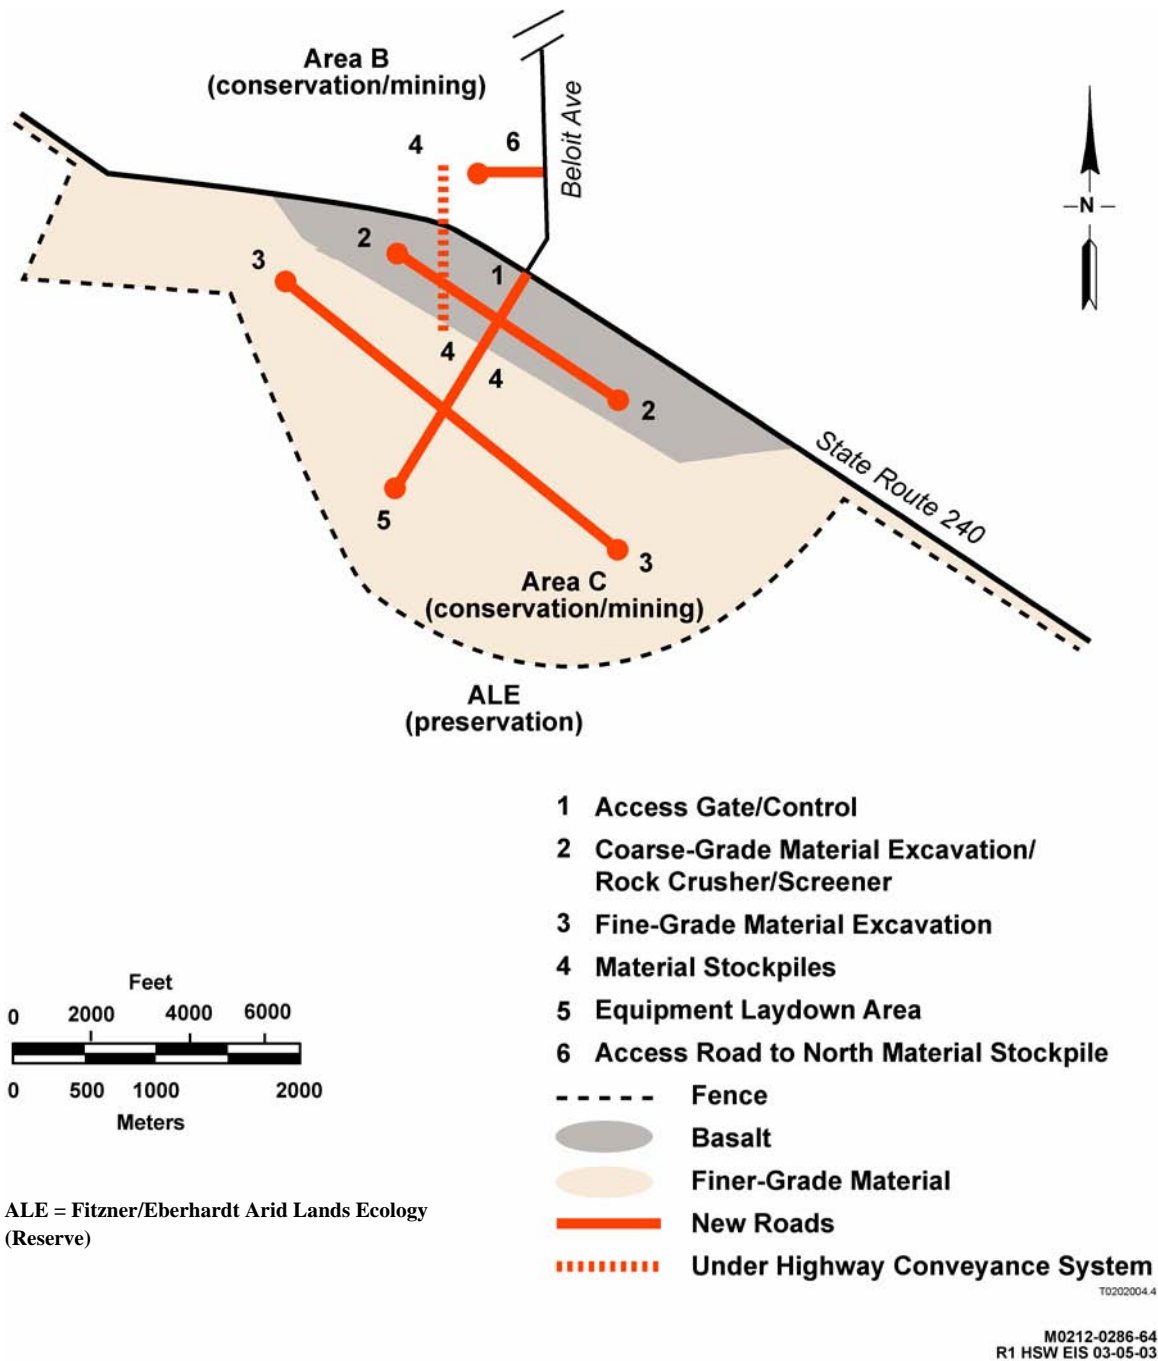 Area B
(conservation/mining)
Beloit Ave
4
6
N
2
3
1
4
4
2
State Route 240
5
3
Area C
(conservation/mining)
ALE
(preservation)
1 Access Gate/Control
2 Coarse-Grade Material Excavation/
Rock Crusher/Screener
3 Fine-Grade Material Excavation
4 Material Stockpiles
5 Equipment Laydown Area
6 Access Road to North Material Stockpile
Fence
Basalt
Finer-Grade Material
New Roads
Under Highway Conveyance System
Feet
0 2000 4000 6000
0 500 1000 2000
Meters
ALE = Fitzner/Eberhardt Arid Lands Ecology
(Reserve)
T0202004.4
M0212-0286-64
R1 HSW EIS 03-05-03